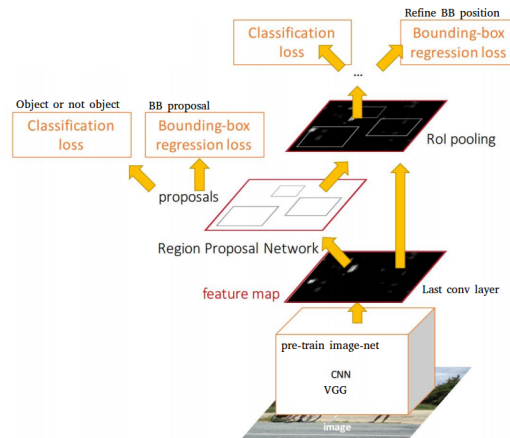 Refine BB position
Classification
loss
Bounding-box
regression loss
...
Object or not object
BB proposal
Classification
loss
Bounding-box
regression loss
RoI pooling
proposals
Region Proposal Network
feature map
Last conv layer
pre-train image-net
CNN
VGG
image